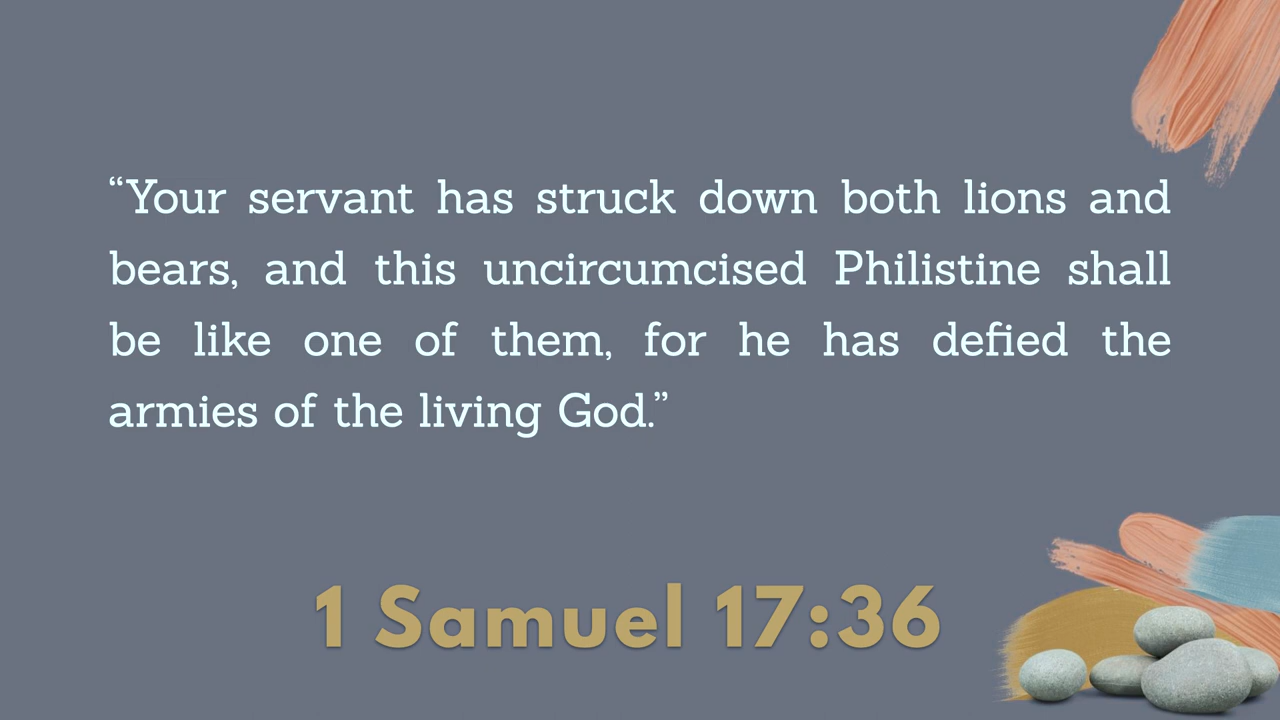 “Your servant has struck down both lions and
bears, and this uncircumcised Philistine shall
be like one of them, for he has defied the
armies of the living God.”
1 Samuel 17:36